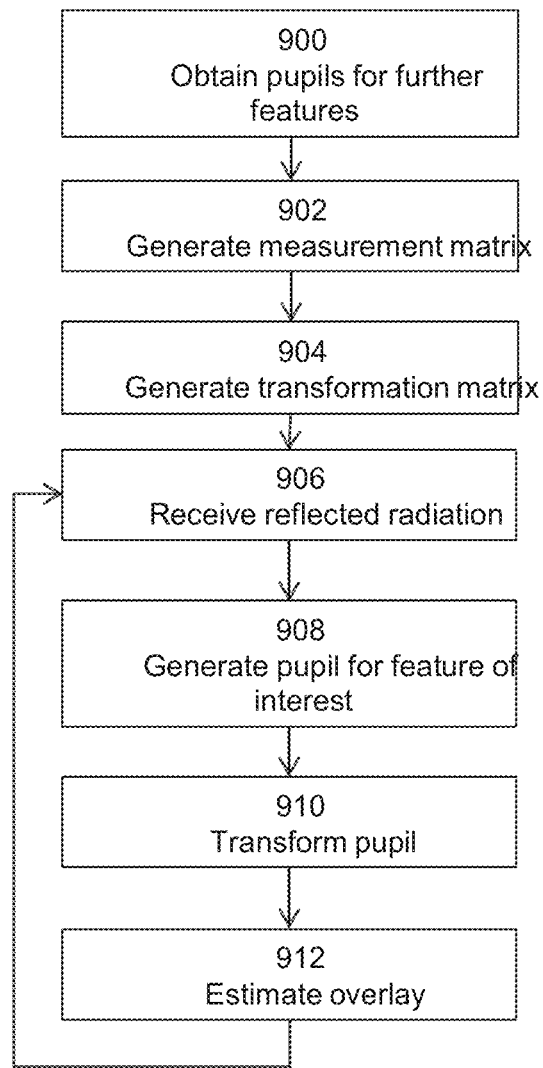 900
Obtain pupils for further
features
902
Generate measurement matrix
904
Generate transformation matrix
906
Receive reflected radiation
908
Generate pupil for feature of
interest
910
Transform pupil
912
Estimate overlay